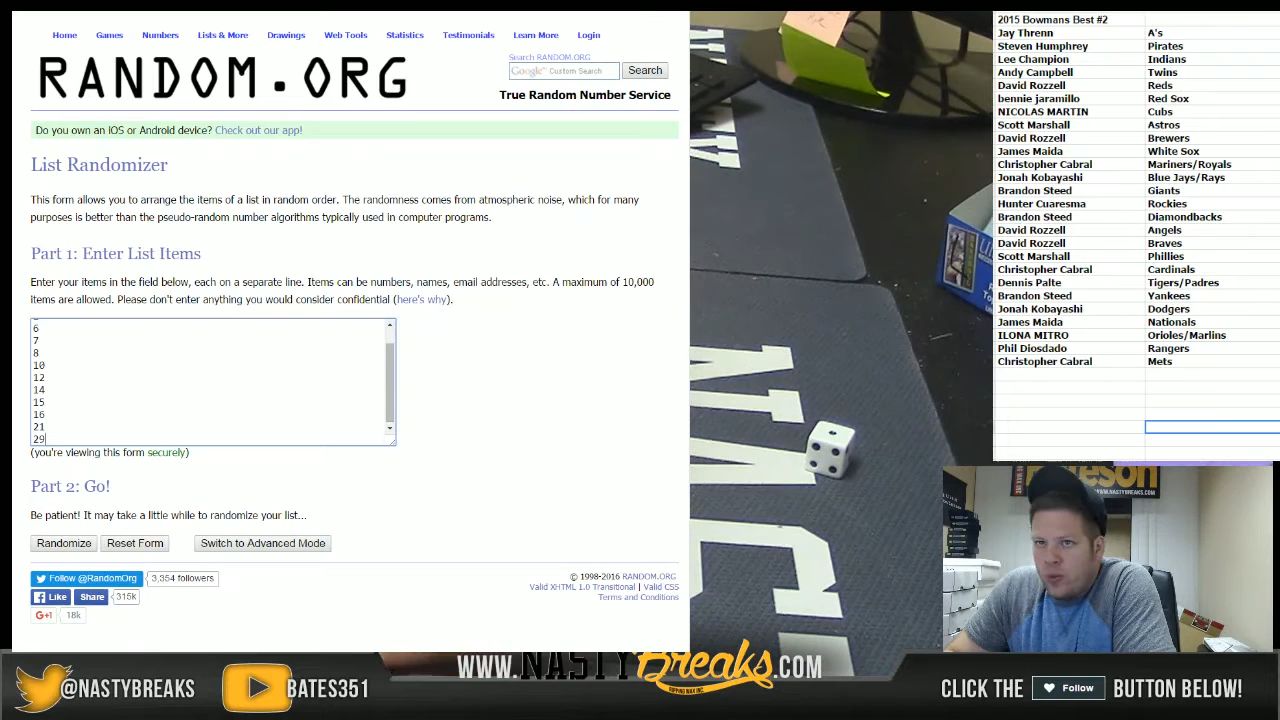 Home Games Numbers Lists & More Drawings Web Tools Statistics Testimonials Learn More Login
RANDOM.ORG
Search RANDOM.ORG
Google™ Custom Search Search
True Random Number Service
Do you own an iOS or Android device? Check out our app!
List Randomizer
This form allows you to arrange the items of a list in random order. The randomness comes from atmospheric noise, which for many
purposes is better than the pseudo-random number algorithms typically used in computer programs.
Part 1: Enter List Items
Enter your items in the field below, each on a separate line. Items can be numbers, names, email addresses, etc. A maximum of 10,000
items are allowed. Please don't enter anything you would consider confidential (here's why).
6
7
8
10
12
14
15
16
21
29
(you're viewing this form securely)
Part 2: Go!
Be patient! It may take a little while to randomize your list...
Randomize Reset Form Switch to Advanced Mode
Follow @RandomOrg 3,354 followers
Like Share 315k
G+1 18k
© 1998-2016 RANDOM.ORG
Valid XHTML 1.0 Transitional | Valid CSS
Terms and Conditions
2015 Bowmans Best #2
Jay Threnn A's
Steven Humphrey Pirates
Lee Champion Indians
Andy Campbell Twins
David Rozzell Reds
bennie jaramillo Red Sox
NICOLAS MARTIN Cubs
Scott Marshall Astros
David Rozzell Brewers
James Maida White Sox
Christopher Cabral Mariners/Royals
Jonah Kobayashi Blue Jays/Rays
Brandon Steed Giants
Hunter Cuaresma Rockies
Brandon Steed Diamondbacks
David Rozzell Angels
David Rozzell Braves
Scott Marshall Phillies
Christopher Cabral Cardinals
Dennis Palte Tigers/Padres
Brandon Steed Yankees
Jonah Kobayashi Dodgers
James Maida Nationals
ILONA MITRO Orioles/Marlins
Phil Diosdado Rangers
Christopher Cabral Mets
WWW.NASTYBREAKS.COM
@NASTYBREAKS
BATES351
WWW.NASTYBreaks.COM
RIPPING WAX INC.
CLICK THE Follow BUTTON BELOW!